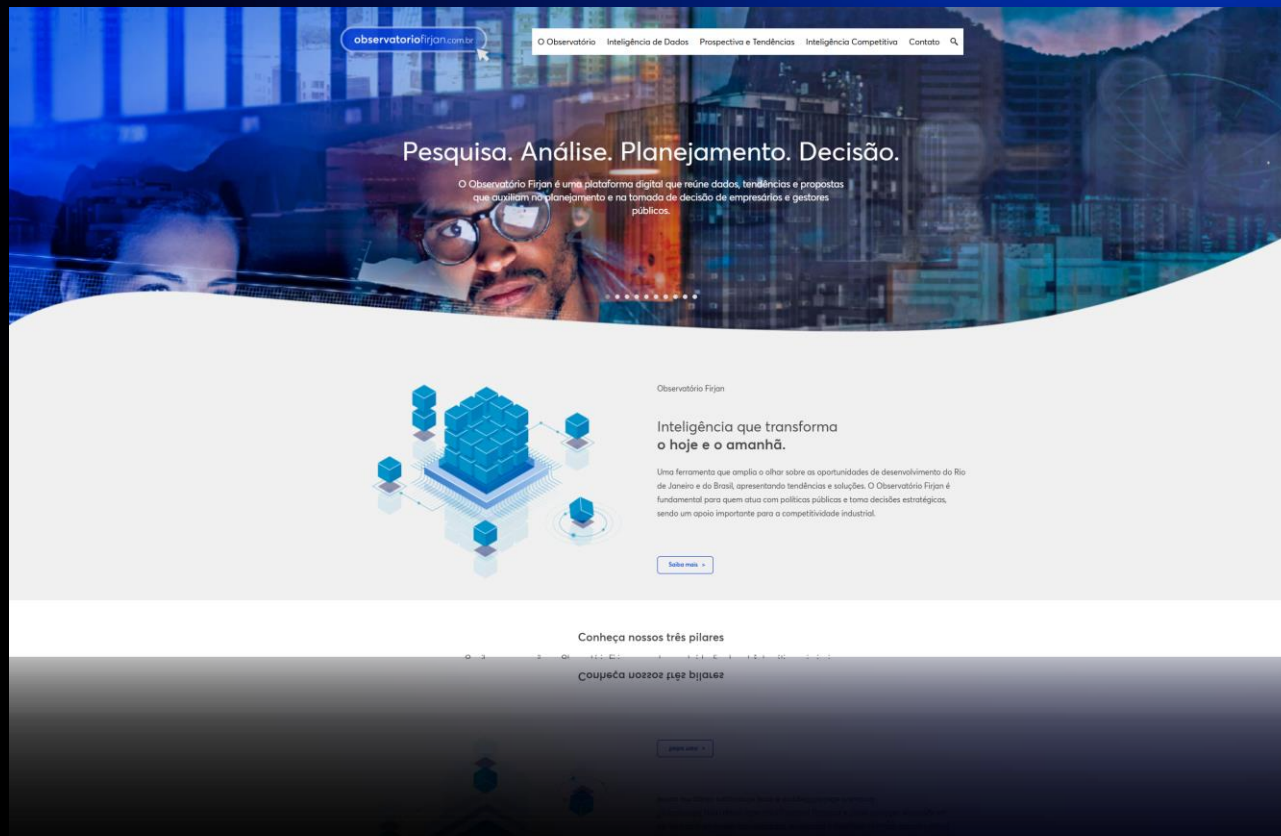 observatoriofirjan.com.br
O Observatório Inteligência de Dados Prospectiva e Tendências Inteligência Competitiva Contato
Pesquisa. Análise. Planejamento. Decisão.
O Observatório Firjan é uma plataforma digital que reúne dados, tendências e propostas
que auxiliam no planejamento e na tomada de decisão de empresários e gestores
públicos.
Observatório Firjan
Inteligência que transforma
o hoje e o amanhã.
Uma ferramenta que amplia o olhar sobre as oportunidades de desenvolvimento do Rio
de Janeiro e do Brasil, apresentando tendências e soluções. O Observatório Firjan é
fundamental para quem atua com políticas públicas e toma decisões estratégicas,
sendo um apoio importante para a competitividade industrial.
Saiba mais »
Conheça nossos três pilares
Conheça nossos três pilares